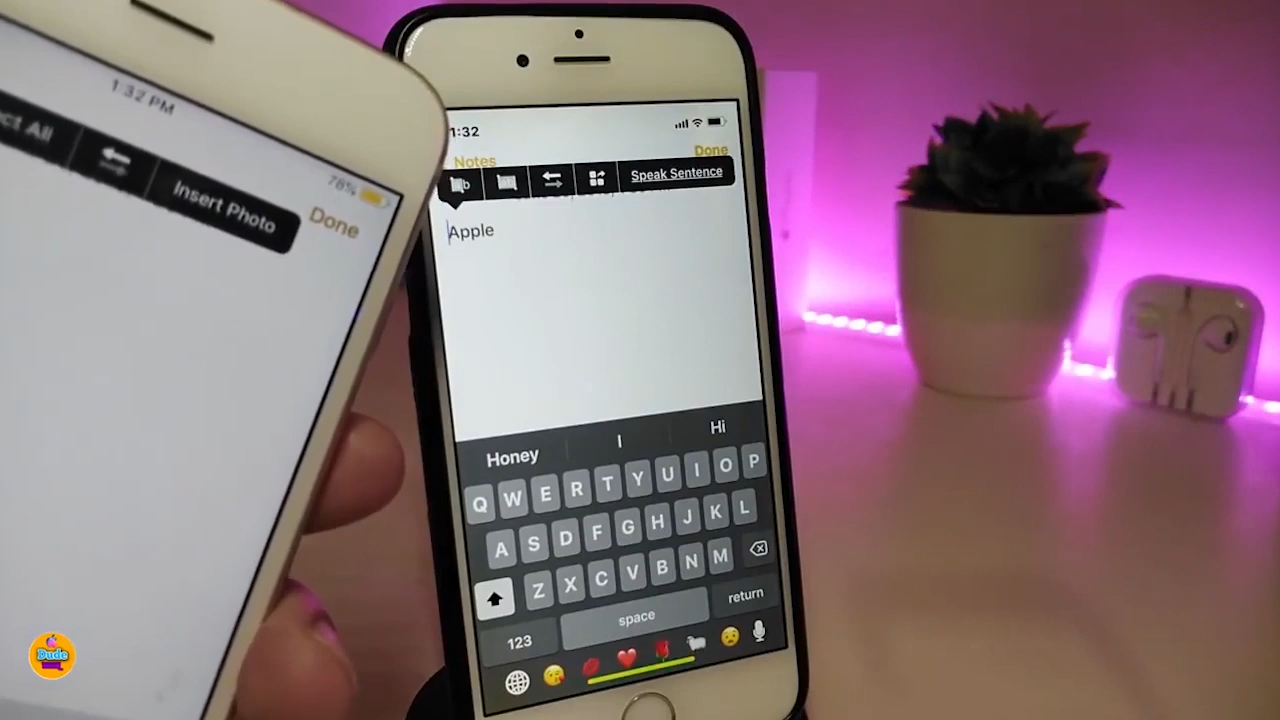 1:32 PM
ct All
Insert Photo
78%
Done
1:32
Notes
Done
Speak Sentence
Apple
Honey
I
Hi
Q W E R T Y U I O P
A S D F G H J K L
Z X C V B N M
123
space
return
Dude